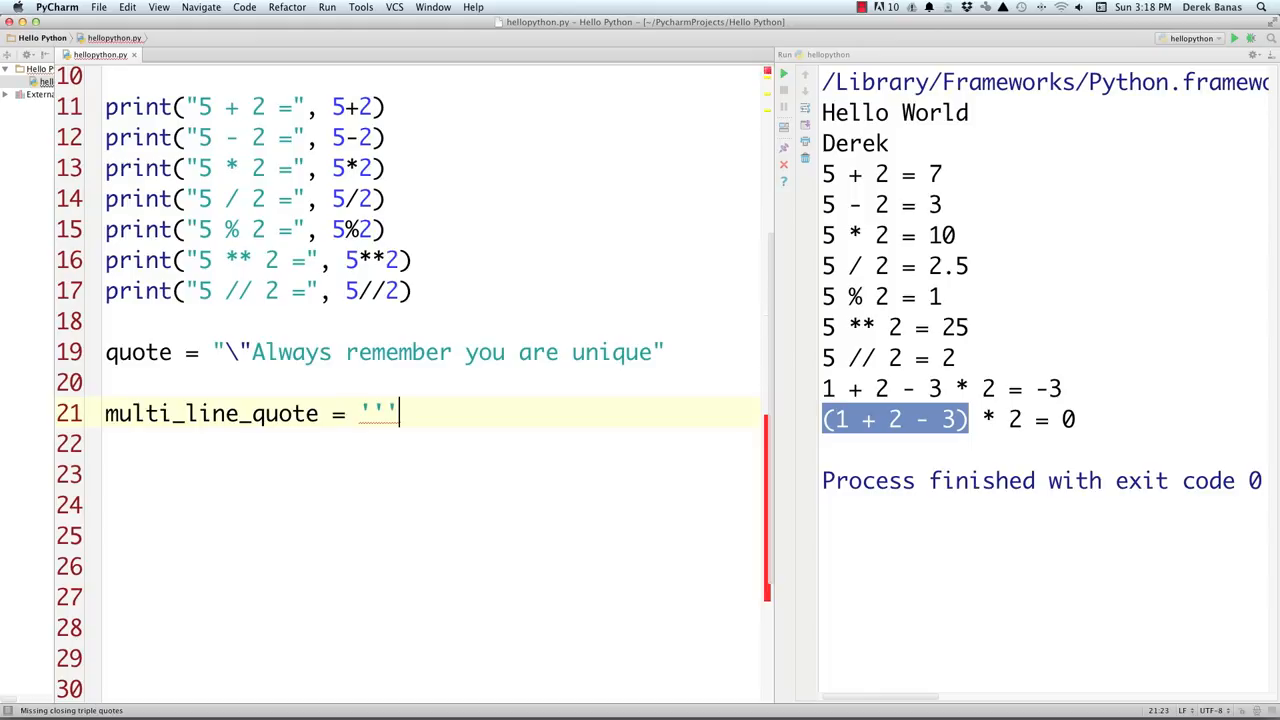 PyCharm File Edit View Navigate Code Refactor Run Tools VCS Window Help 10 Sun 3:18 PM Derek Banas
hellopython.py – Hello Python – [~/PycharmProjects/Hello Python]
Hello Python hellopython.py hellopython
hellopython.py Run hellopython
Hello P
hell
Extern
10
11 print("5 + 2 =", 5+2)
12 print("5 - 2 =", 5-2)
13 print("5 * 2 =", 5*2)
14 print("5 / 2 =", 5/2)
15 print("5 % 2 =", 5%2)
16 print("5 ** 2 =", 5**2)
17 print("5 // 2 =", 5//2)
18
19 quote = "\"Always remember you are unique"
20
21 multi_line_quote = '''
22
23
24
25
26
27
28
29
30
/Library/Frameworks/Python.framewo
Hello World
Derek
5 + 2 = 7
5 - 2 = 3
5 * 2 = 10
5 / 2 = 2.5
5 % 2 = 1
5 ** 2 = 25
5 // 2 = 2
1 + 2 - 3 * 2 = -3
(1 + 2 - 3) * 2 = 0
Process finished with exit code 0
Missing closing triple quotes 21:23 LF UTF-8